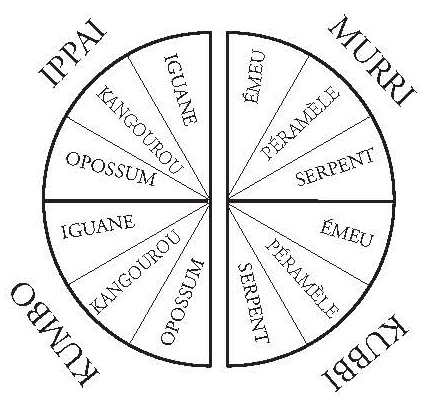 IPPAI
MURRI
IGUANE
KANGOUROU
OPOSSUM
ÉMEU
PÉRAMÈLE
SERPENT
IGUANE
KANGOUROU
OPOSSUM
ÉMEU
PÉRAMÈLE
SERPENT
KUMBO
KUBBI